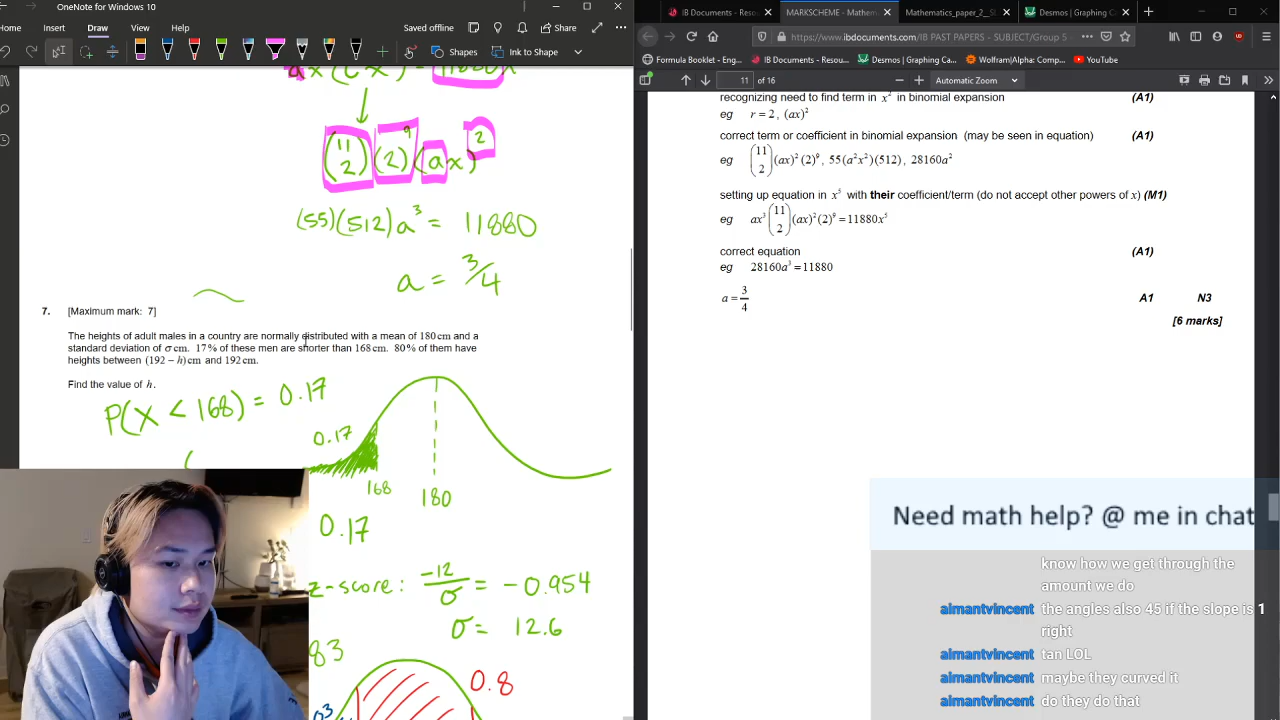 OneNote for Windows
MARKSCHEME - Mathem
Mathematics_paper_2
Desmos | Graphing C
Home
Insert
Draw
View
Saved offline
Share
Shapes
Ink to Shape
https://www.ibdocuments.com/IB PAST PAPERS - SUBJECT/Group 5
IB Documents - Resou...
Desmos | Graphing Ca...
Wolfram|Alpha: Comp...
YouTube
11 of 16
Automatic Zoom
(11 2) (2)⁹ (ax)²
(55)(512)a³ = 11880
a = 3/4
7. [Maximum mark: 7]
The heights of adult males in a country are normally distributed with a mean of 180 cm and a
standard deviation of σ cm. 17% of these men are shorter than 168 cm. 80% of them have
heights between (192 − h) cm and 192 cm.
Find the value of h.
P(X < 168) = 0.17
0.17
168
180
0.17
z-score: -12/σ = -0.954
σ = 12.6
83
0.8
03
recognizing need to find term in x² in binomial expansion (A1)
eg r = 2, (ax)²
correct term or coefficient in binomial expansion (may be seen in equation) (A1)
eg (11 2)(ax)²(2)⁹, 55(a²x²)(512), 28160a²
setting up equation in x⁵ with their coefficient/term (do not accept other powers of x) (M1)
eg ax³(11 2)(ax)²(2)⁹ = 11880x⁵
correct equation (A1)
eg 28160a³ = 11880
a = 3/4 A1 N3
[6 marks]
Need math help? @ me in chat
know how we get through the
amount we do
aimantvincent the angles also 45 if the slope is 1
right
aimantvincent tan LOL
aimantvincent maybe they curved it
aimantvincent do they do that